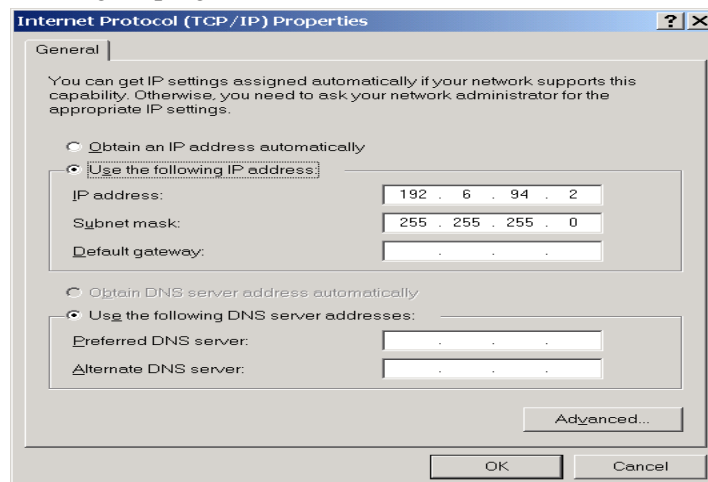 Internet Protocol (TCP/IP) Properties ? X
General
You can get IP settings assigned automatically if your network supports this
capability. Otherwise, you need to ask your network administrator for the
appropriate IP settings.
Obtain an IP address automatically
Use the following IP address:
IP address: 192 . 6 . 94 . 2
Subnet mask: 255 . 255 . 255 . 0
Default gateway: . . .
Obtain DNS server address automatically
Use the following DNS server addresses:
Preferred DNS server: . . .
Alternate DNS server: . . .
Advanced...
OK Cancel